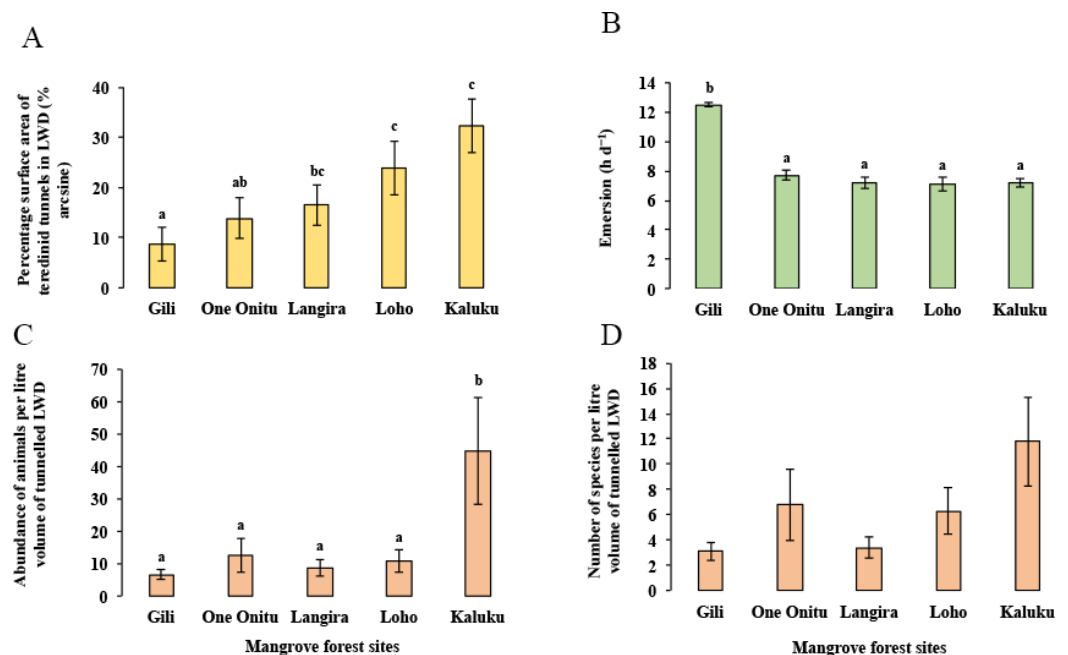 A
Percentage surface area of
teredinid tunnels in LWD (%
arcsine)
40
30
20
10
0
a
ab
bc
c
c
Gili
One Onitu
Langira
Loho
Kaluku
B
Emersion (h d⁻¹)
14
12
10
8
6
4
2
0
b
a
a
a
a
Gili
One Onitu
Langira
Loho
Kaluku
C
Abundance of animals per litre
volume of tunnelled LWD
70
60
50
40
30
20
10
0
a
a
a
a
b
Gili
One Onitu
Langira
Loho
Kaluku
Mangrove forest sites
D
Number of species per litre
volume of tunnelled LWD
18
16
14
12
10
8
6
4
2
0
Gili
One Onitu
Langira
Loho
Kaluku
Mangrove forest sites